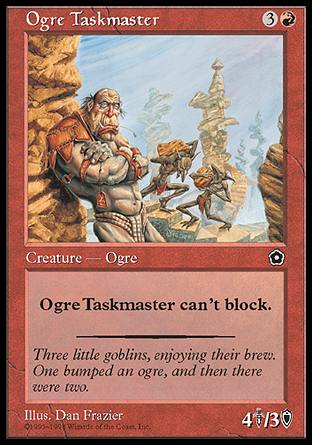 Ogre Taskmaster 3
Creature — Ogre
Ogre Taskmaster can't block.
Three little goblins, enjoying their brew.
One bumped an ogre, and then there
were two.
Illus. Dan Frazier
4/3